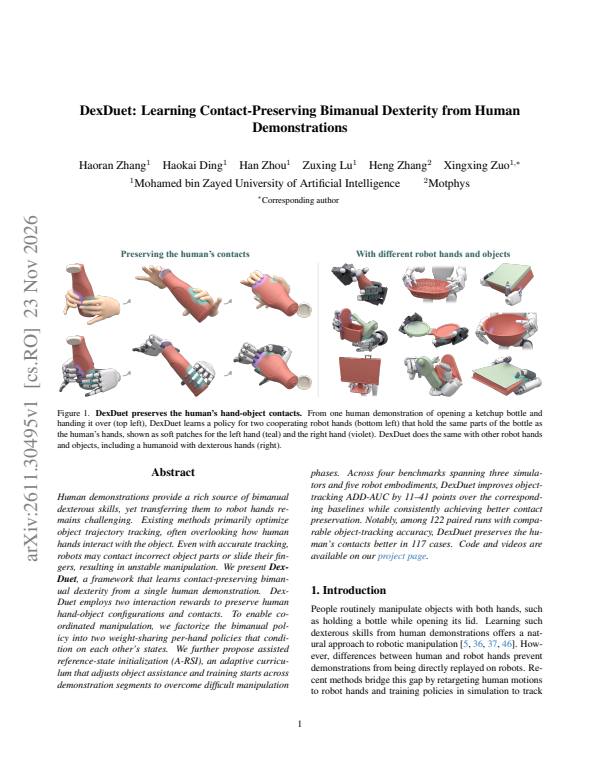 DexDuet: Learning Contact-Preserving Bimanual Dexterity from Human
Demonstrations
Haoran Zhang1 Haokai Ding1 Han Zhou1 Zuxing Lu1 Heng Zhang2 Xingxing Zuo1,*
1Mohamed bin Zayed University of Artificial Intelligence 2Motphys
*Corresponding author
arXiv:2611.30495v1 [cs.RO] 23 Nov 2026
Preserving the human's contacts
With different robot hands and objects
Figure 1. DexDuet preserves the human's hand-object contacts. From one human demonstration of opening a ketchup bottle and
handing it over (top left), DexDuet learns a policy for two cooperating robot hands (bottom left) that hold the same parts of the bottle as
the human's hands, shown as soft patches for the left hand (teal) and the right hand (violet). DexDuet does the same with other robot hands
and objects, including a humanoid with dexterous hands (right).
Abstract
Human demonstrations provide a rich source of bimanual
dexterous skills, yet transferring them to robot hands re-
mains challenging. Existing methods primarily optimize
object trajectory tracking, often overlooking how human
hands interact with the object. Even with accurate tracking,
robots may contact incorrect object parts or slide their fin-
gers, resulting in unstable manipulation. We present Dex-
Duet, a framework that learns contact-preserving biman-
ual dexterity from a single human demonstration. Dex-
Duet employs two interaction rewards to preserve human
hand-object configurations and contacts. To enable co-
ordinated manipulation, we factorize the bimanual pol-
icy into two weight-sharing per-hand policies that condi-
tion on each other's states. We further propose assisted
reference-state initialization (A-RSI), an adaptive curricu-
lum that adjusts object assistance and training starts across
demonstration segments to overcome difficult manipulation
phases. Across four benchmarks spanning three simula-
tors and five robot embodiments, DexDuet improves object-
tracking ADD-AUC by 11–41 points over the correspond-
ing baselines while consistently achieving better contact
preservation. Notably, among 122 paired runs with compa-
rable object-tracking accuracy, DexDuet preserves the hu-
man's contacts better in 117 cases. Code and videos are
available on our project page.
1. Introduction
People routinely manipulate objects with both hands, such
as holding a bottle while opening its lid. Learning such
dexterous skills from human demonstrations offers a nat-
ural approach to robotic manipulation [5, 36, 37, 46]. How-
ever, differences between human and robot hands prevent
demonstrations from being directly replayed on robots. Re-
cent methods bridge this gap by retargeting human motions
to robot hands and training policies in simulation to track
1